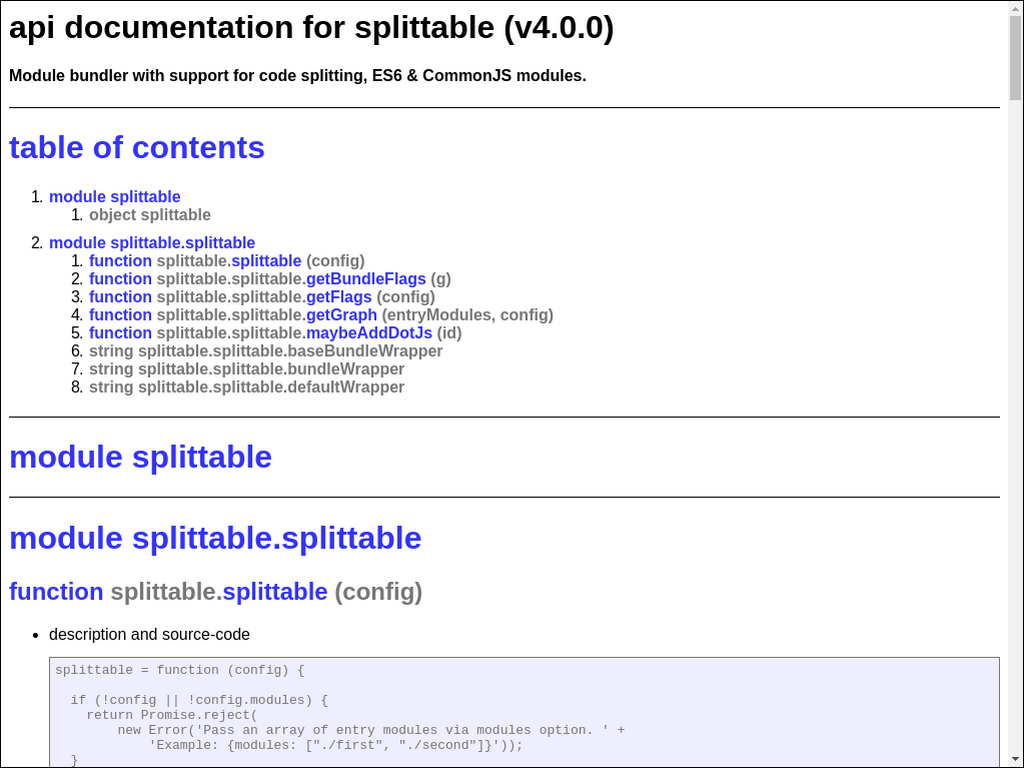 api documentation for splittable (v4.0.0)
Module bundler with support for code splitting, ES6 & CommonJS modules.
table of contents
1. module splittable
1. object splittable
2. module splittable.splittable
1. function splittable.splittable (config)
2. function splittable.splittable.getBundleFlags (g)
3. function splittable.splittable.getFlags (config)
4. function splittable.splittable.getGraph (entryModules, config)
5. function splittable.splittable.maybeAddDotJs (id)
6. string splittable.splittable.baseBundleWrapper
7. string splittable.splittable.bundleWrapper
8. string splittable.splittable.defaultWrapper
module splittable
module splittable.splittable
function splittable.splittable (config)
• description and source-code
splittable = function (config) {
if (!config || !config.modules) {
return Promise.reject(
new Error('Pass an array of entry modules via modules option. ' +
'Example: {modules: ["./first", "./second"]}'));
}